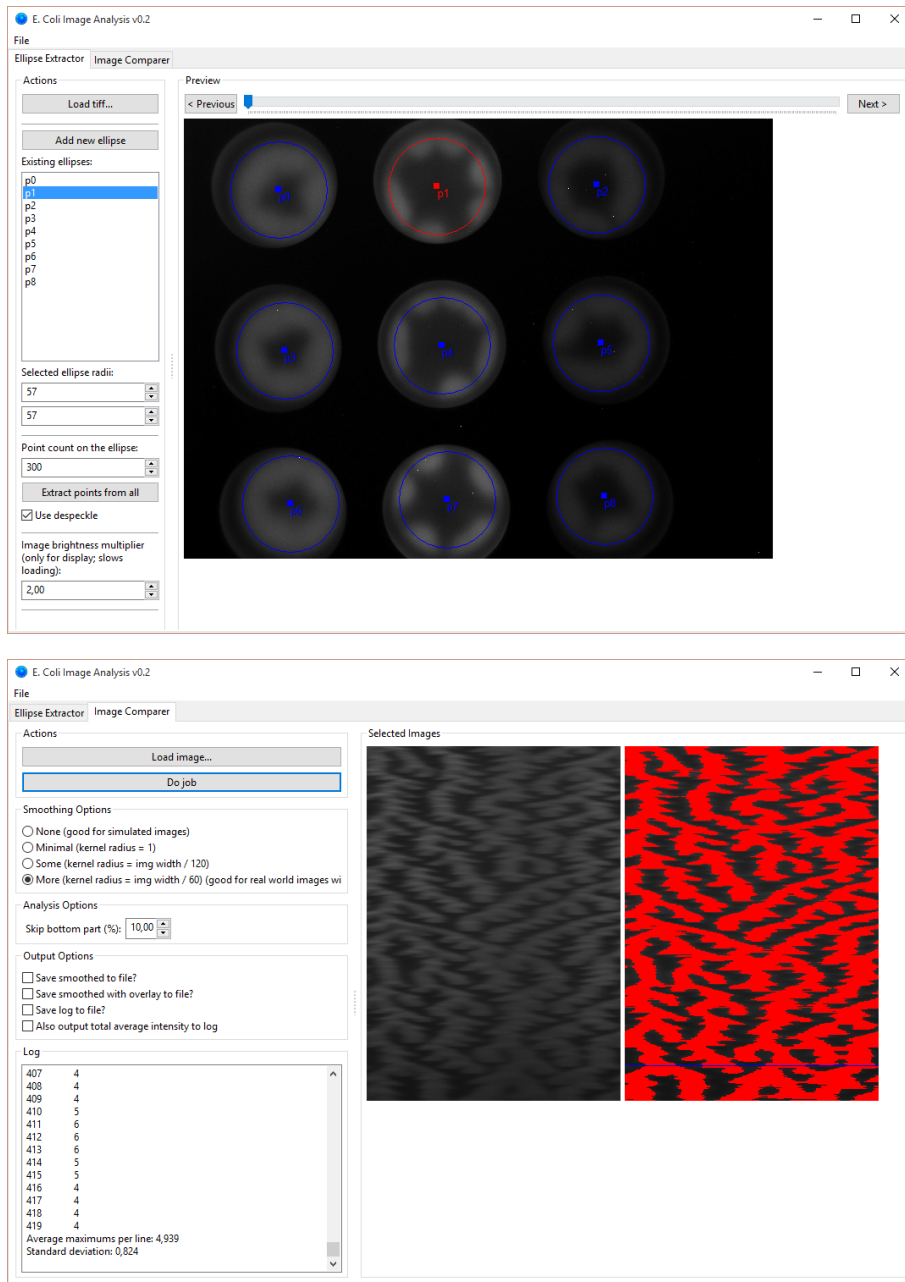 E. Coli Image Analysis v0.2
File
Ellipse Extractor Image Comparer
Actions
Load tiff...
Add new ellipse
Existing ellipses:
p0
p1
p2
p3
p4
p5
p6
p7
p8
Selected ellipse radii:
57
57
Point count on the ellipse:
300
Extract points from all
Use despeckle
Image brightness multiplier
(only for display; slows
loading):
2,00
Preview
< Previous Next >
p0 p1 p2
p3 p4 p5
p6 p7 p8
E. Coli Image Analysis v0.2
File
Ellipse Extractor Image Comparer
Actions
Load image...
Do job
Smoothing Options
None (good for simulated images)
Minimal (kernel radius = 1)
Some (kernel radius = img width / 120)
More (kernel radius = img width / 60) (good for real world images wi
Analysis Options
Skip bottom part (%): 10,00
Output Options
Save smoothed to file?
Save smoothed with overlay to file?
Save log to file?
Also output total average intensity to log
Log
407 4
408 4
409 4
410 5
411 6
412 6
413 6
414 5
415 5
416 4
417 4
418 4
419 4
Average maximums per line: 4,939
Standard deviation: 0,824
Selected Images